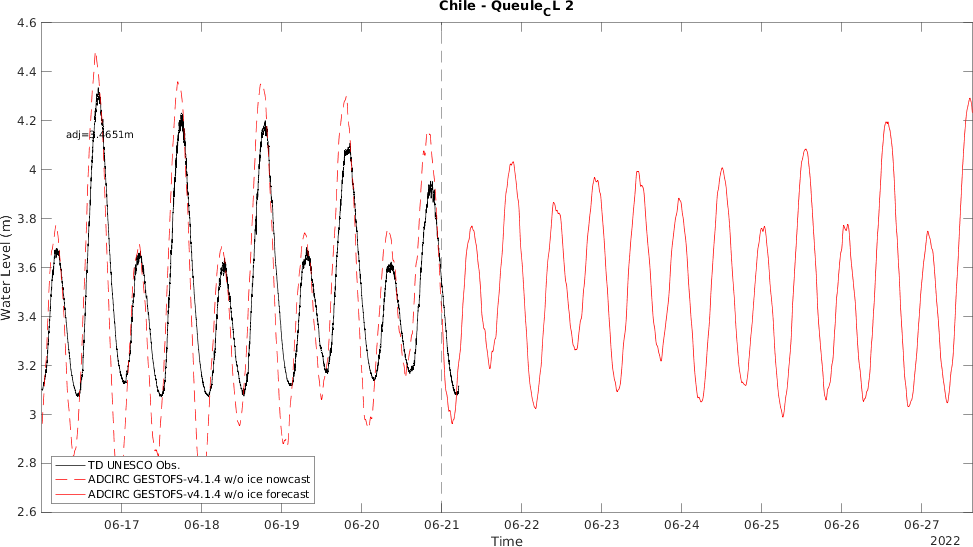 Chile - Queule_CL 2
4.6
4.4
4.2
4
3.8
3.6
3.4
3.2
3
2.8
2.6
Water Level (m)
adj=3.4651m
TD UNESCO Obs.
ADCIRC GESTOFS-v4.1.4 w/o ice nowcast
ADCIRC GESTOFS-v4.1.4 w/o ice forecast
06-17 06-18 06-19 06-20 06-21 06-22 06-23 06-24 06-25 06-26 06-27
Time
2022